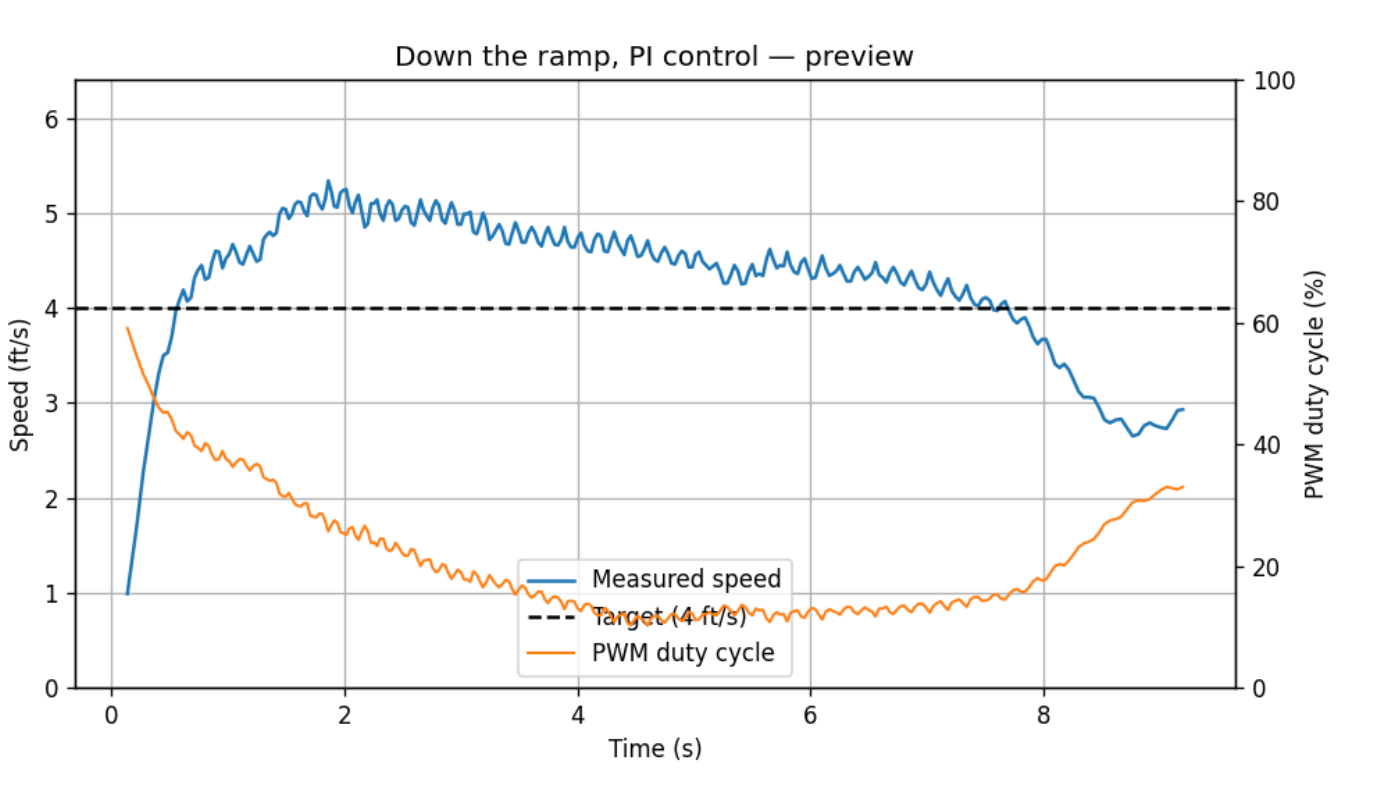 Down the ramp, PI control — preview
Speed (ft/s)
6
5
4
3
2
1
0
100
80
60
40
20
0
PWM duty cycle (%)
Measured speed
Target (4 ft/s)
PWM duty cycle
0 2 4 6 8
Time (s)